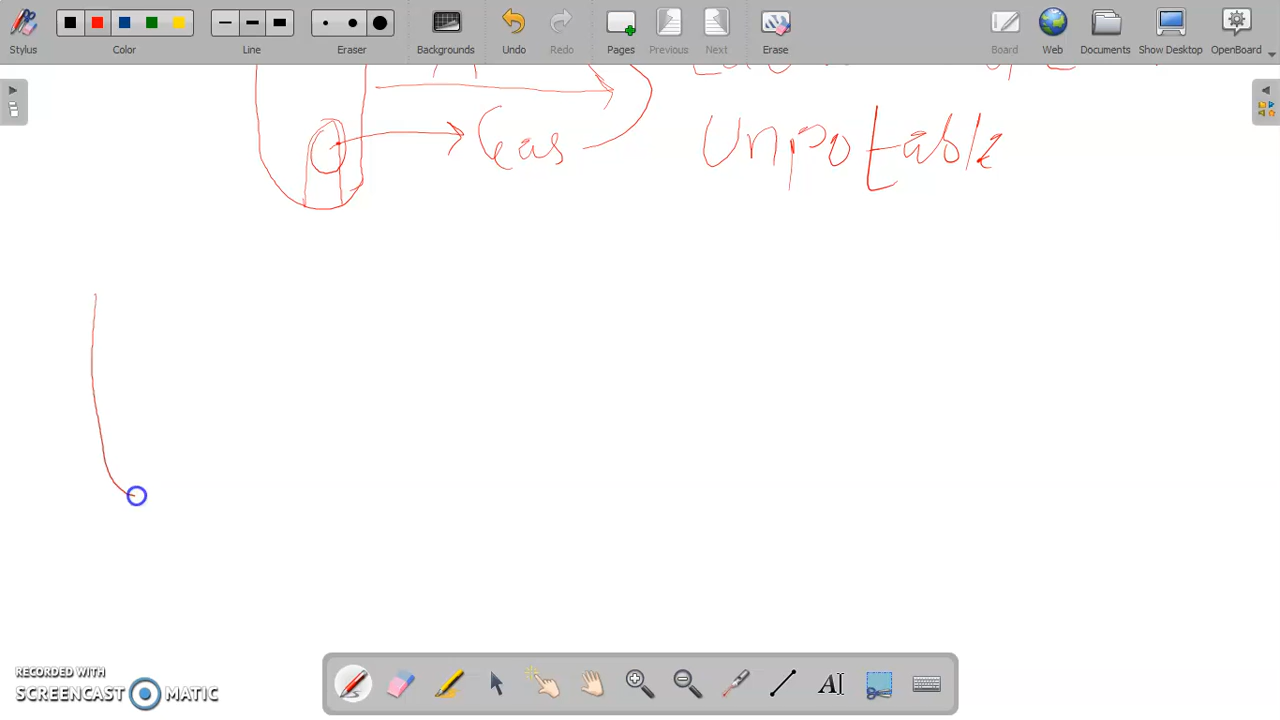 Stylus Color Line Eraser Backgrounds Undo Redo Pages Previous Next Erase Board Web Documents Show Desktop OpenBoard
Gas Unpotable
RECORDED WITH
SCREENCAST MATIC